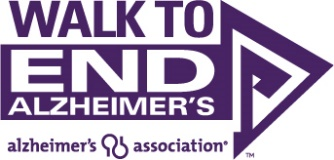 WALK TO
END
ALZHEIMER'S
alzheimer's association®
™